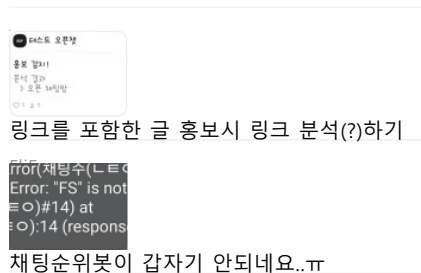 테스트 오픈챗
홍보 감지!
분석 결과
> 오픈 채팅방
링크를 포함한 글 홍보시 링크 분석(?)하기
rror(채팅수(ㄴㅌㅇ
Error: "FS" is not
ㅌㅇ)#14) at
ㅌㅇ):14 (respons
채팅순위봇이 갑자기 안되네요..ㅠ